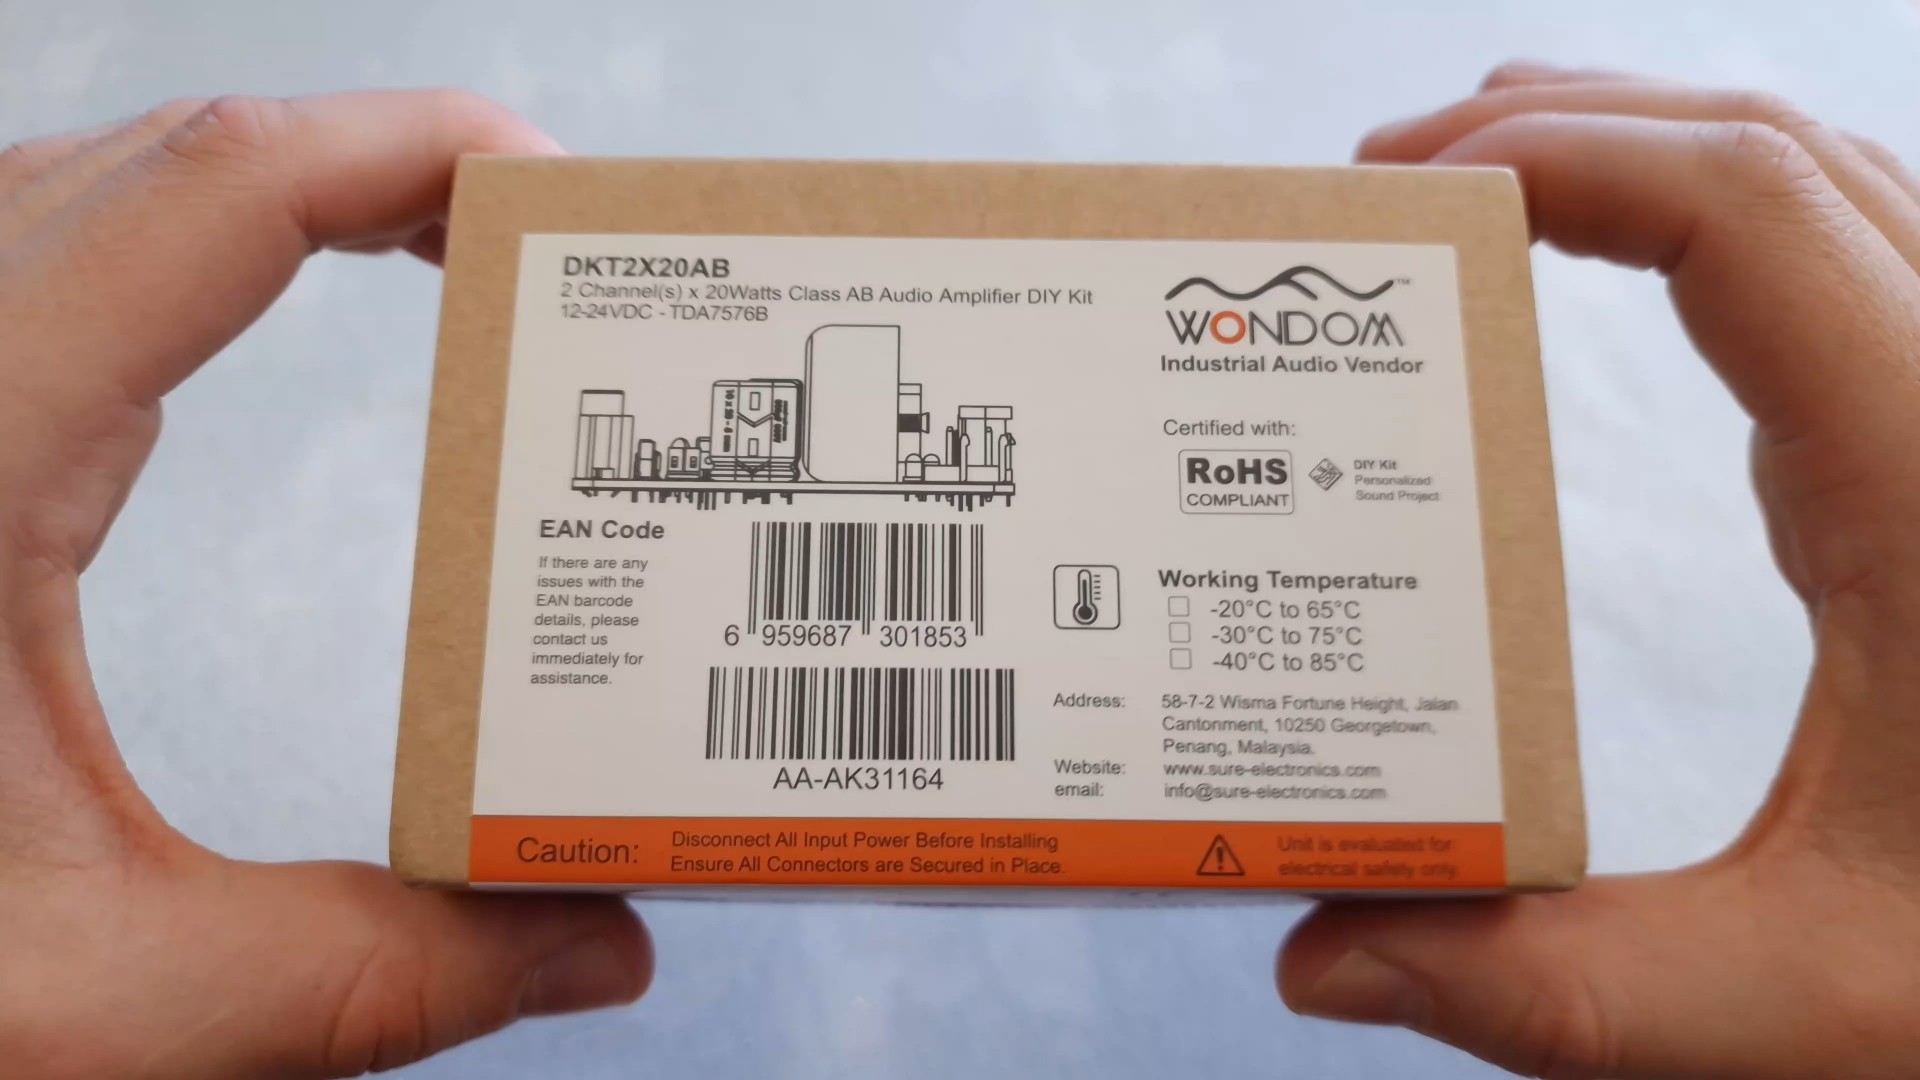 DKT2X20AB
2 Channel(s) x 20Watts Class AB Audio Amplifier DIY Kit
12-24VDC - TDA7576B
WONDOM
™
Industrial Audio Vendor
Certified with:
RoHS
COMPLIANT
DIY Kit
Personalized
Sound Project
EAN Code
If there are any
issues with the
EAN barcode
details, please
contact us
immediately for
assistance.
6 959687 301853
AA-AK31164
Working Temperature
-20°C to 65°C
-30°C to 75°C
-40°C to 85°C
Address: 58-7-2 Wisma Fortune Height, Jalan
Cantonment, 10250 Georgetown,
Penang, Malaysia.
Website: www.sure-electronics.com
email: info@sure-electronics.com
Caution:
Disconnect All Input Power Before Installing
Ensure All Connectors are Secured in Place.
Unit is evaluated for
electrical safety only.